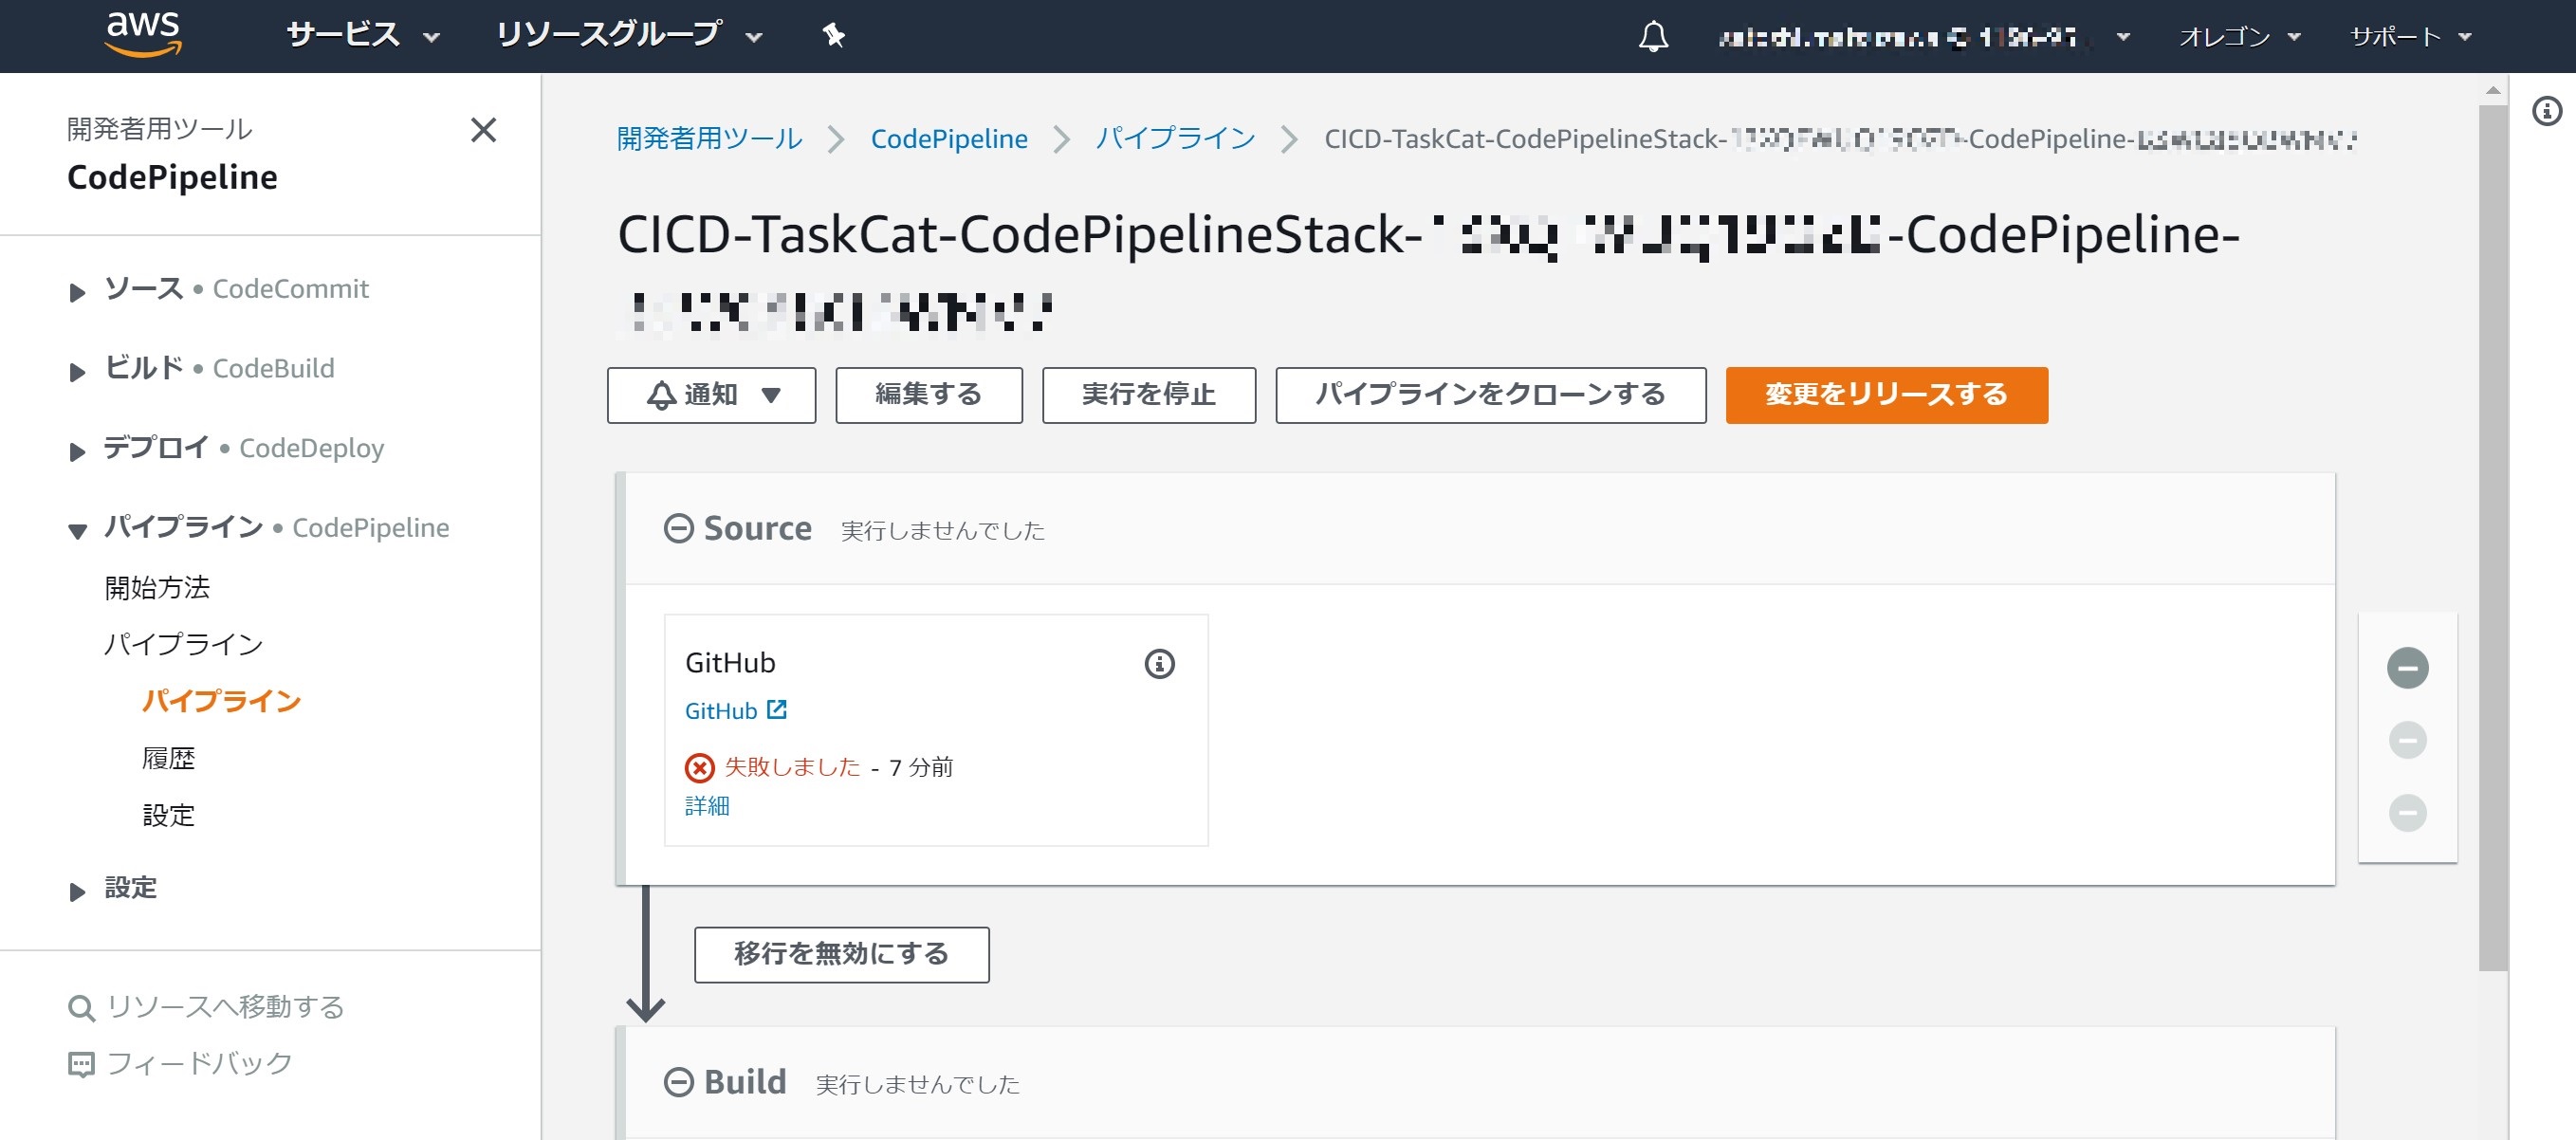 aws サービス リソースグループ オレゴン サポート
開発者用ツール
CodePipeline
ソース • CodeCommit
ビルド • CodeBuild
デプロイ • CodeDeploy
パイプライン • CodePipeline
開始方法
パイプライン
パイプライン
履歴
設定
設定
リソースへ移動する
フィードバック
開発者用ツール CodePipeline パイプライン CICD-TaskCat-CodePipelineStack- -CodePipeline-
CICD-TaskCat-CodePipelineStack- -CodePipeline-
通知 編集する 実行を停止 パイプラインをクローンする 変更をリリースする
Source 実行しませんでした
GitHub
GitHub
失敗しました - 7 分前
詳細
移行を無効にする
Build 実行しませんでした